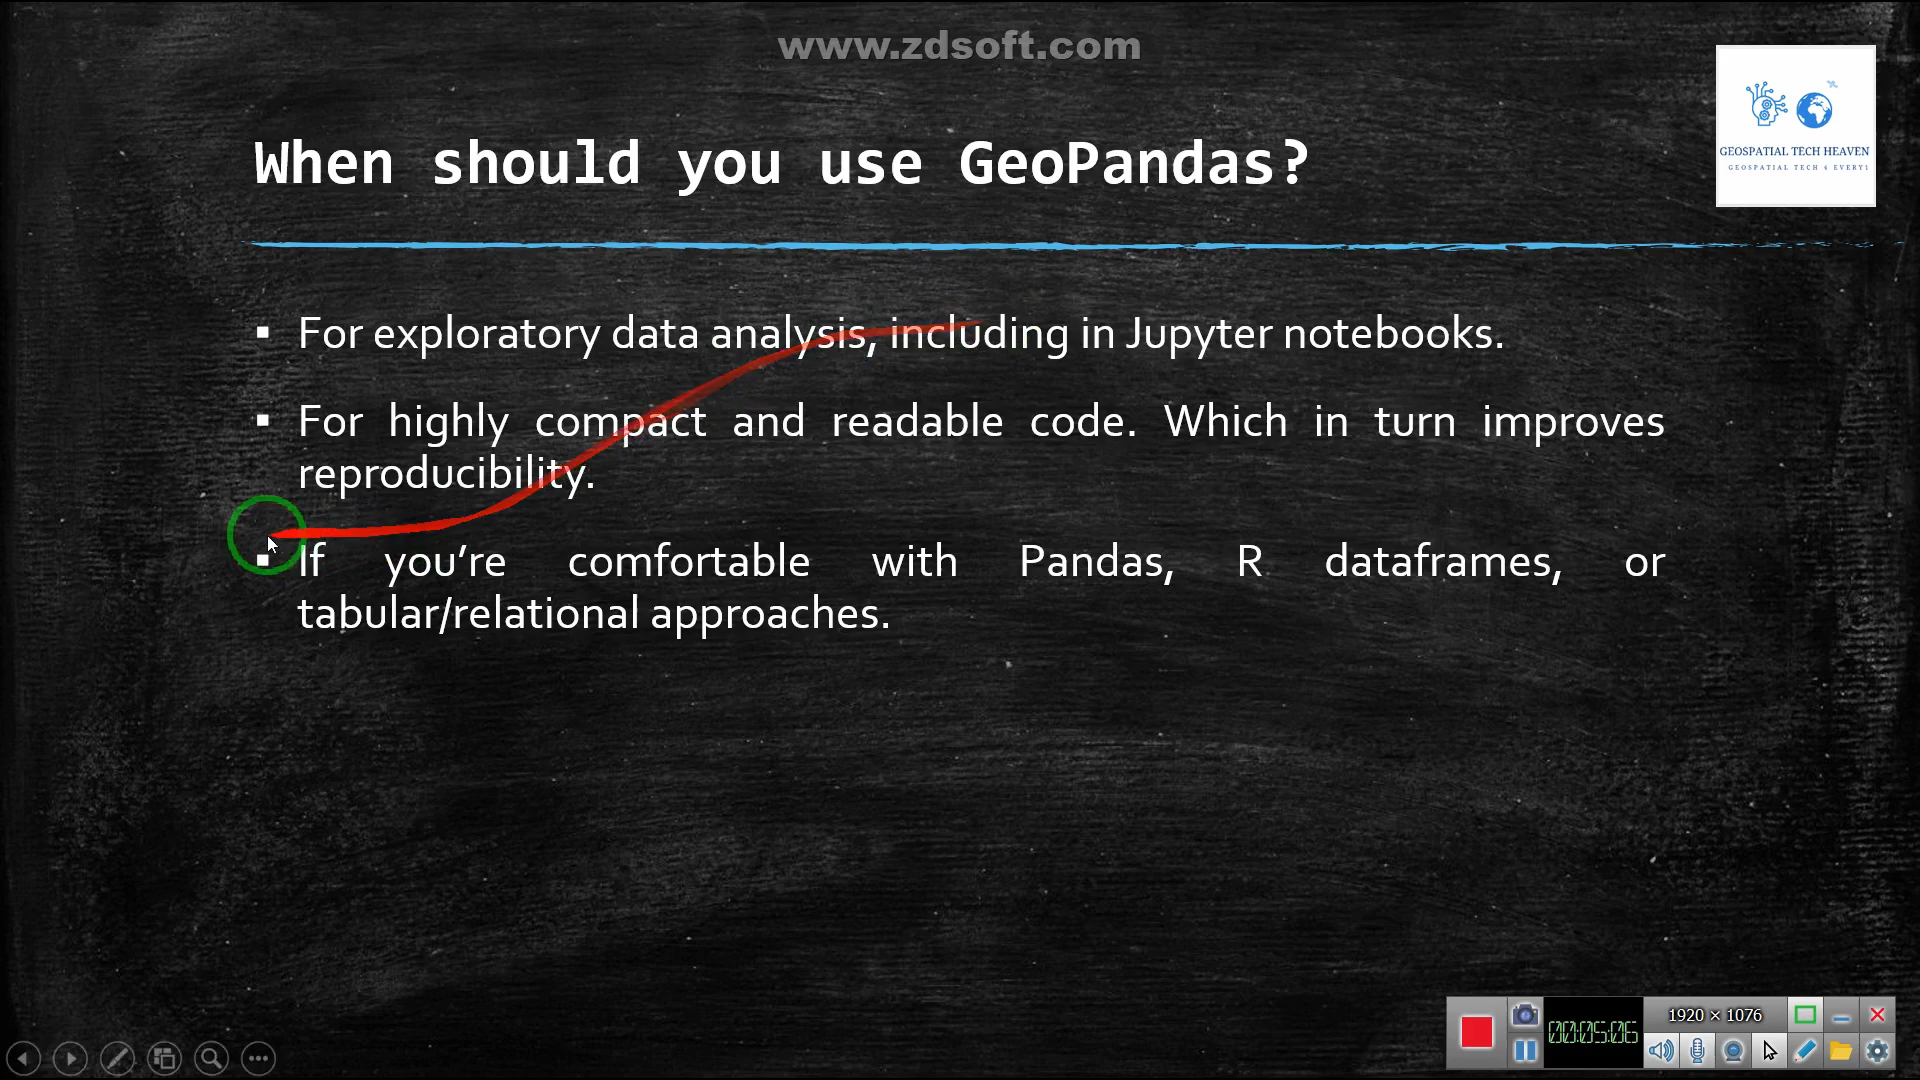 www.zdsoft.com
GEOSPATIAL TECH HEAVEN
GEOSPATIAL TECH 4 EVERY1
When should you use GeoPandas?
▪ For exploratory data analysis, including in Jupyter notebooks.
▪ For highly compact and readable code. Which in turn improves
reproducibility.
▪ If you’re comfortable with Pandas, R dataframes, or
tabular/relational approaches.
00:05:06
1920 × 1076